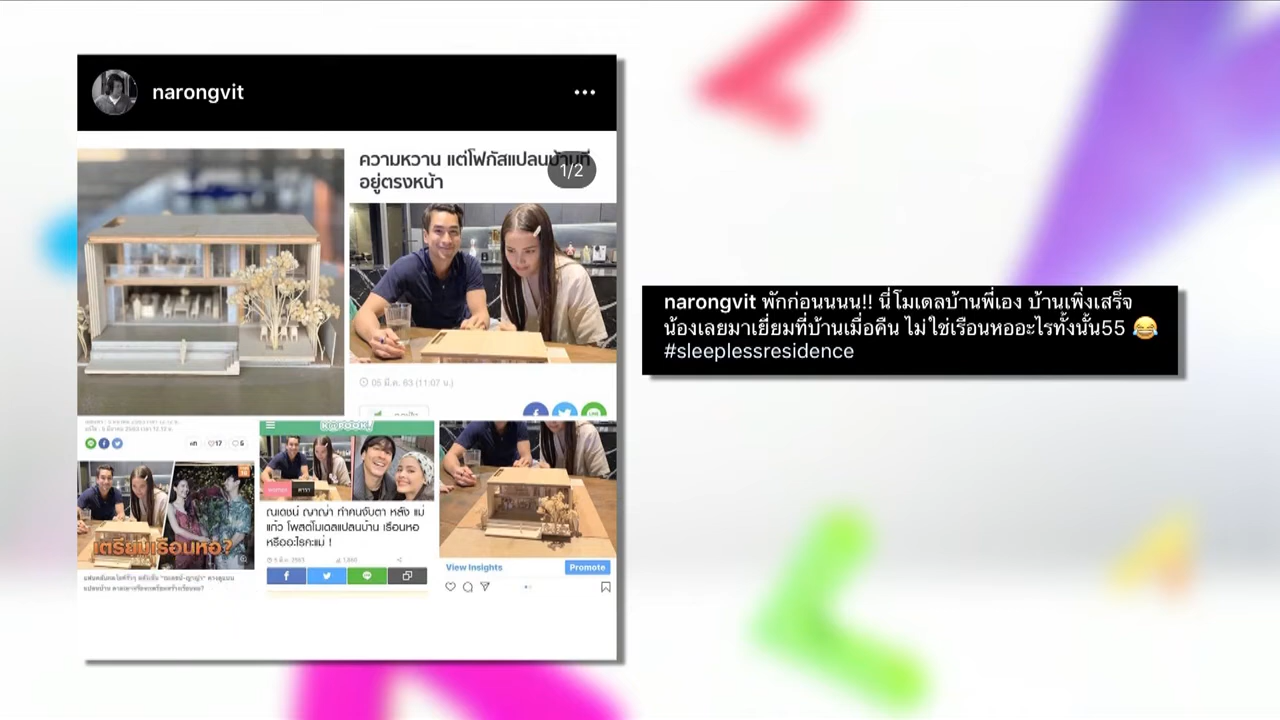 narongvit
ความหวาน แต่โฟกัสแปลนบ้านที่
อยู่ตรงหน้า
1/2
05 มี.ค. 63 (11:07 น.)
17
6
เตรียมเรือนหอ?
KAPOOK!
ดารา
ณเดชน์ ญาญ่า ทำคนจับตา หลัง แม่
แก้ว โพสต์โมเดลแปลนบ้าน เรือนหอ
หรืออะไรคะแม่ !
View Insights
Promote
narongvit พักก่อนนนน!! นี่โมเดลบ้านพี่เอง บ้านเพิ่งเสร็จ
น้องเลยมาเยี่ยมที่บ้านเมื่อคืน ไม่ใช่เรือนหออะไรทั้งนั้น55 😂
#sleeplessresidence